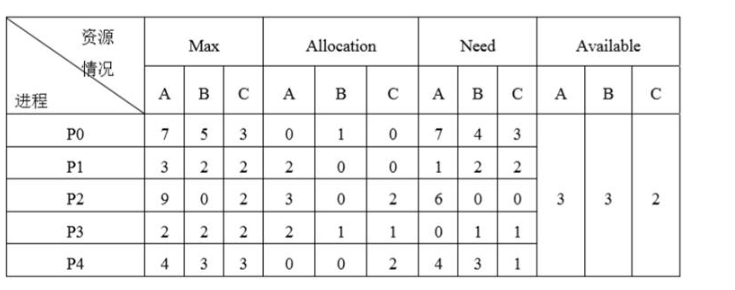 资源
情况
进程
Max Allocation Need Available
A B C A B C A B C A B C
P0 7 5 3 0 1 0 7 4 3
P1 3 2 2 2 0 0 1 2 2
P2 9 0 2 3 0 2 6 0 0 3 3 2
P3 2 2 2 2 1 1 0 1 1
P4 4 3 3 0 0 2 4 3 1